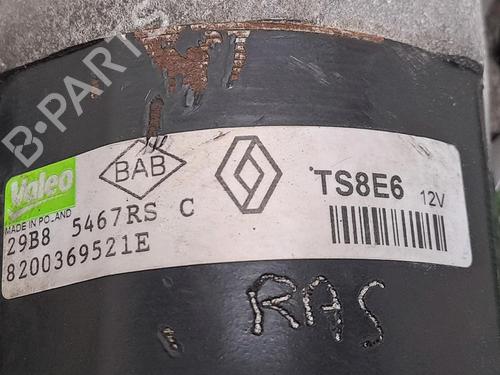 B-PARTS
Valeo
BAB
MADE IN POLAND
29B8 5467RS C
8200369521E
TS8E6 12V
RAS